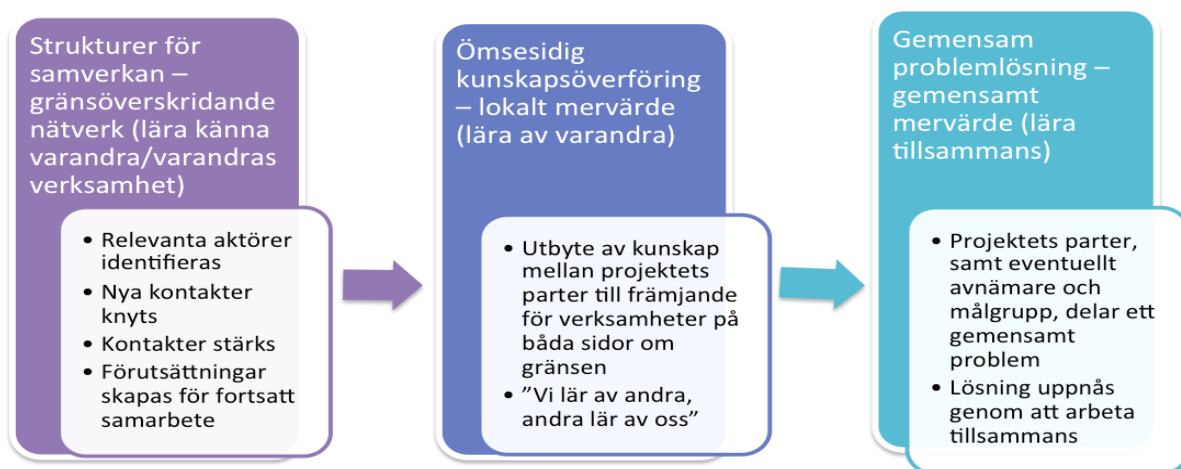 Strukturer för
samverkan –
gränsöverskridande
nätverk (lära känna
varandra/varandras
verksamhet)
• Relevanta aktörer
identifieras
• Nya kontakter
knyts
• Kontakter stärks
• Förutsättningar
skapas för fortsatt
samarbete
Ömsesidig
kunskapsöverföring
– lokalt mervärde
(lära av varandra)
• Utbyte av kunskap
mellan projektets
parter till främjande
för verksamheter på
båda sidor om
gränsen
• ”Vi lär av andra,
andra lär av oss”
Gemensam
problemlösning –
gemensamt
mervärde (lära
tillsammans)
• Projektets parter,
samt eventuellt
avnämare och
målgrupp, delar ett
gemensamt
problem
• Lösning uppnås
genom att arbeta
tillsammans